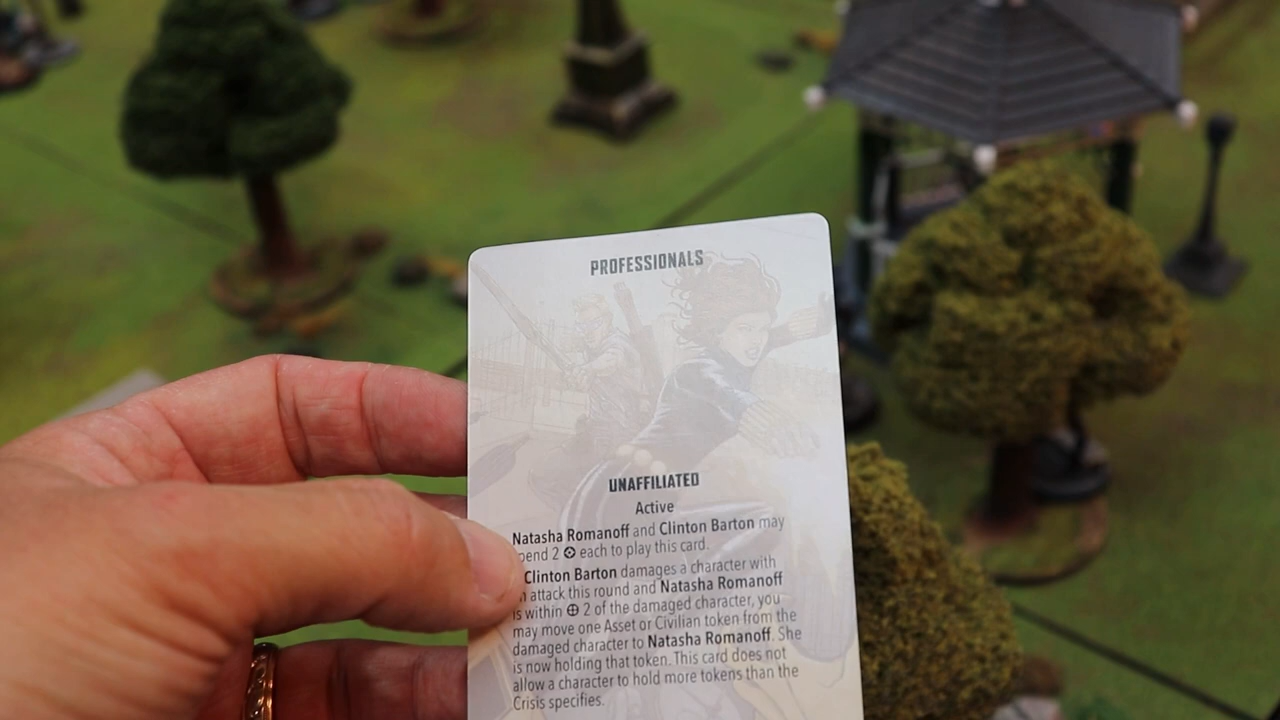 PROFESSIONALS
UNAFFILIATED
Active
Natasha Romanoff and Clinton Barton may
pend 2 each to play this card.
Clinton Barton damages a character with
n attack this round and Natasha Romanoff
is within 2 of the damaged character, you
may move one Asset or Civilian token from the
damaged character to Natasha Romanoff. She
is now holding that token. This card does not
allow a character to hold more tokens than the
Crisis specifies.